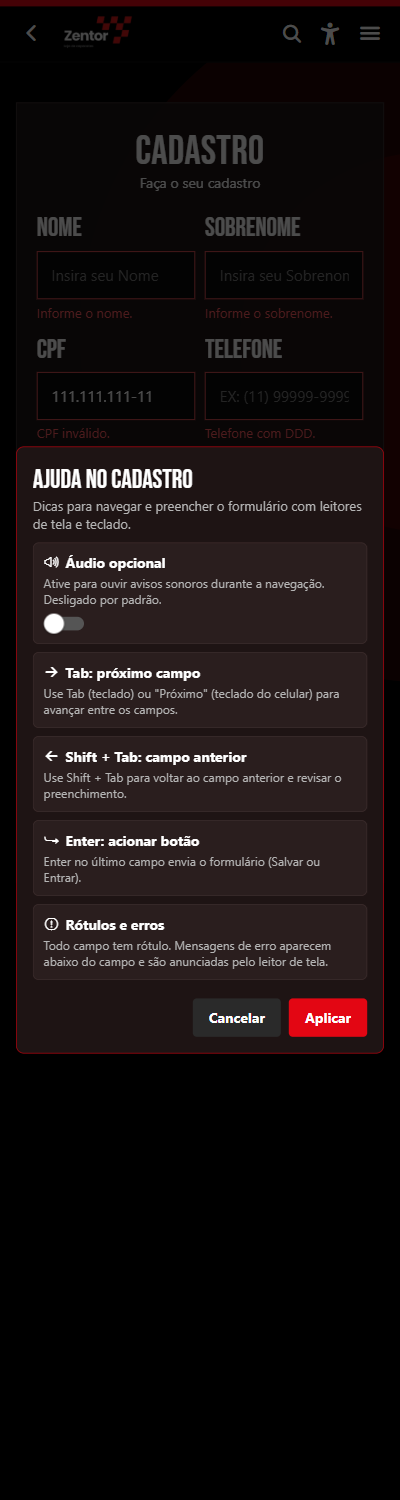 Zentor
CADASTRO
Faça o seu cadastro
NOME
SOBRENOME
Insira seu Nome
Insira seu Sobrenon
Informe o nome.
Informe o sobrenome.
CPF
TELEFONE
111.111.111-11
EX: (11) 99999-9999
CPF inválido.
Telefone com DDD.
AJUDA NO CADASTRO
Dicas para navegar e preencher o formulário com leitores
de tela e teclado.
Áudio opcional
Ative para ouvir avisos sonoros durante a navegação.
Desligado por padrão.
Tab: próximo campo
Use Tab (teclado) ou "Próximo" (teclado do celular) para
avançar entre os campos.
Shift + Tab: campo anterior
Use Shift + Tab para voltar ao campo anterior e revisar o
preenchimento.
Enter: acionar botão
Enter no último campo envia o formulário (Salvar ou
Entrar).
Rótulos e erros
Todo campo tem rótulo. Mensagens de erro aparecem
abaixo do campo e são anunciadas pelo leitor de tela.
Cancelar
Aplicar